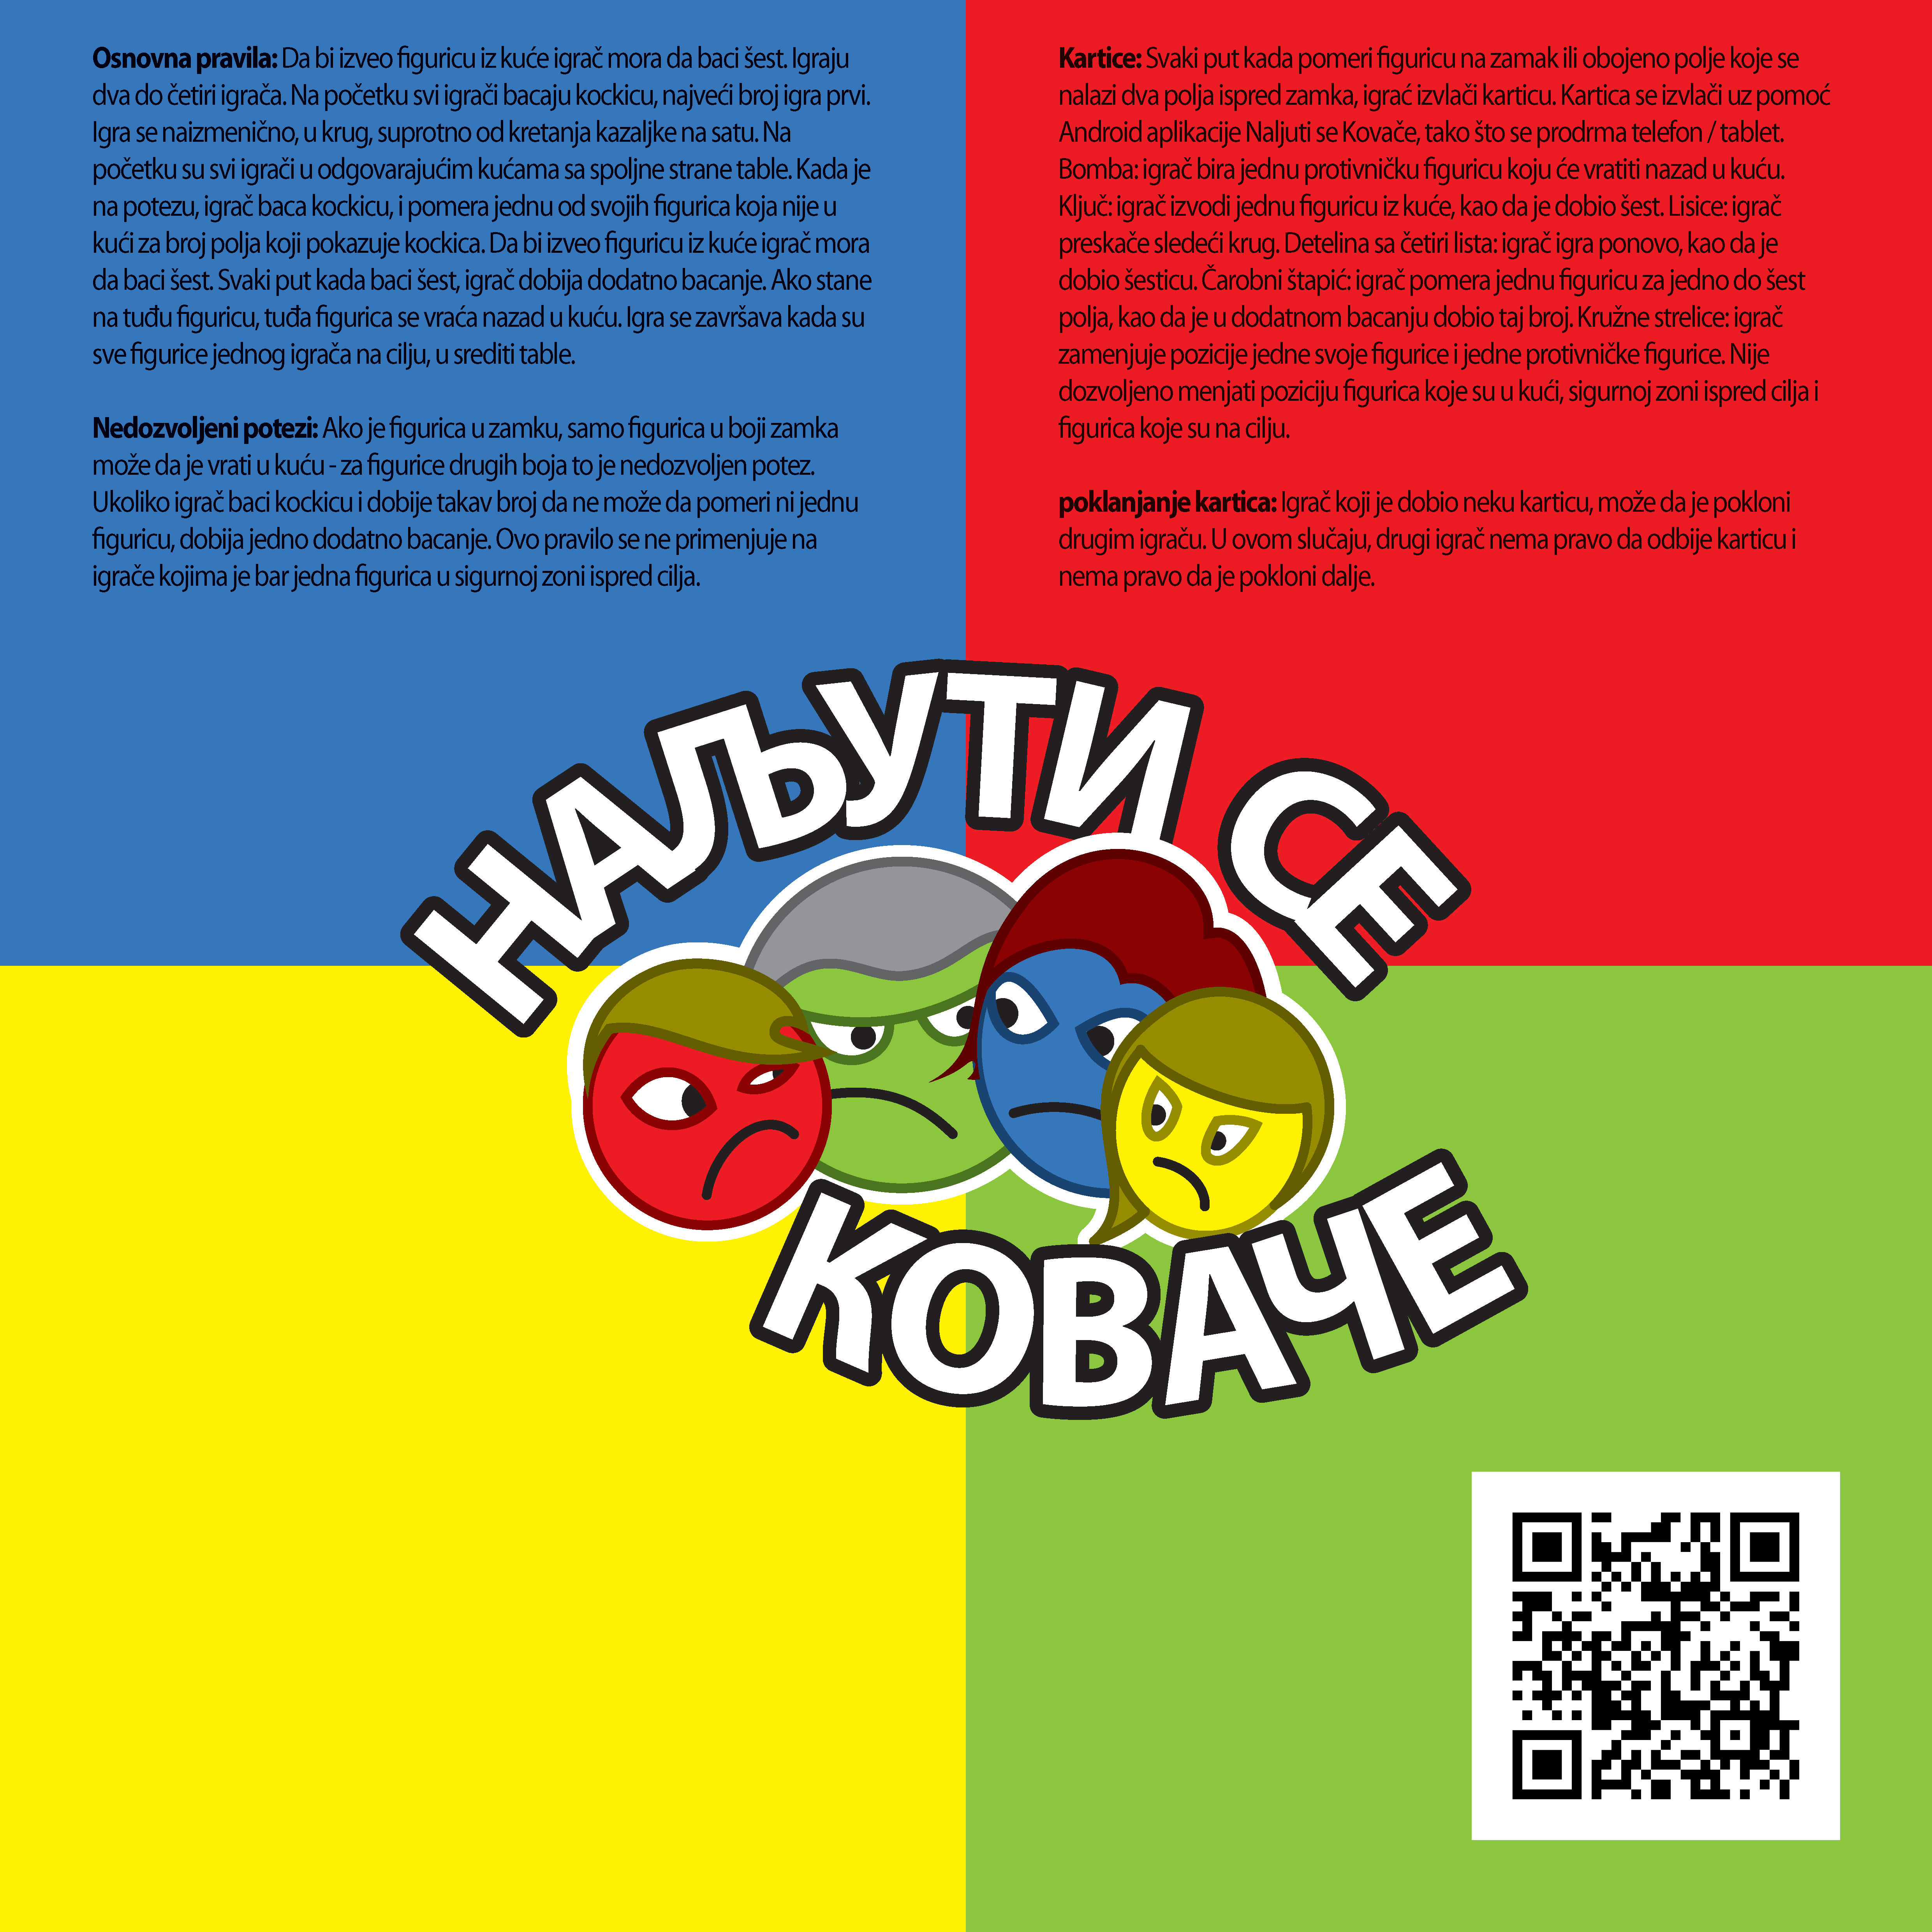 Osnovna pravila: Da bi izveo figuricu iz kuće igrač mora da baci šest. Igraju
dva do četiri igrača. Na početku svi igrači bacaju kockicu, najveći broj igra prvi.
Igra se naizmenično, u krug, suprotno od kretanja kazaljke na satu. Na
početku su svi igrači u odgovarajućim kućama sa spoljne strane table. Kada je
na potezu, igrač baca kockicu, i pomera jednu od svojih figurica koja nije u
kući za broj polja koji pokazuje kockica. Da bi izveo figuricu iz kuće igrač mora
da baci šest. Svaki put kada baci šest, igrač dobija dodatno bacanje. Ako stane
na tuđu figuricu, tuđa figurica se vraća nazad u kuću. Igra se završava kada su
sve figurice jednog igrača na cilju, u srediti table.
Nedozvoljeni potezi: Ako je figurica u zamku, samo figurica u boji zamka
može da je vrati u kuću - za figurice drugih boja to je nedozvoljen potez.
Ukoliko igrač baci kockicu i dobije takav broj da ne može da pomeri ni jednu
figuricu, dobija jedno dodatno bacanje. Ovo pravilo se ne primenjuje na
igrače kojima je bar jedna figurica u sigurnoj zoni ispred cilja.
Kartice: Svaki put kada pomeri figuricu na zamak ili obojeno polje koje se
nalazi dva polja ispred zamka, igrać izvlači karticu. Kartica se izvlači uz pomoć
Android aplikacije Naljuti se Kovače, tako što se prodrma telefon / tablet.
Bomba: igrač bira jednu protivničku figuricu koju će vratiti nazad u kuću.
Ključ: igrač izvodi jednu figuricu iz kuće, kao da je dobio šest. Lisice: igrač
preskače sledeći krug. Detelina sa četiri lista: igrač igra ponovo, kao da je
dobio šesticu. Čarobni štapić: igrač pomera jednu figuricu za jedno do šest
polja, kao da je u dodatnom bacanju dobio taj broj. Kružne strelice: igrač
zamenjuje pozicije jedne svoje figurice i jedne protivničke figurice. Nije
dozvoljeno menjati poziciju figurica koje su u kući, sigurnoj zoni ispred cilja i
figurica koje su na cilju.
poklanjanje kartica: Igrač koji je dobio neku karticu, može da je pokloni
drugim igraču. U ovom slučaju, drugi igrač nema pravo da odbije karticu i
nema pravo da je pokloni dalje.
НАЉУТИ СЕ
КОВАЧЕ